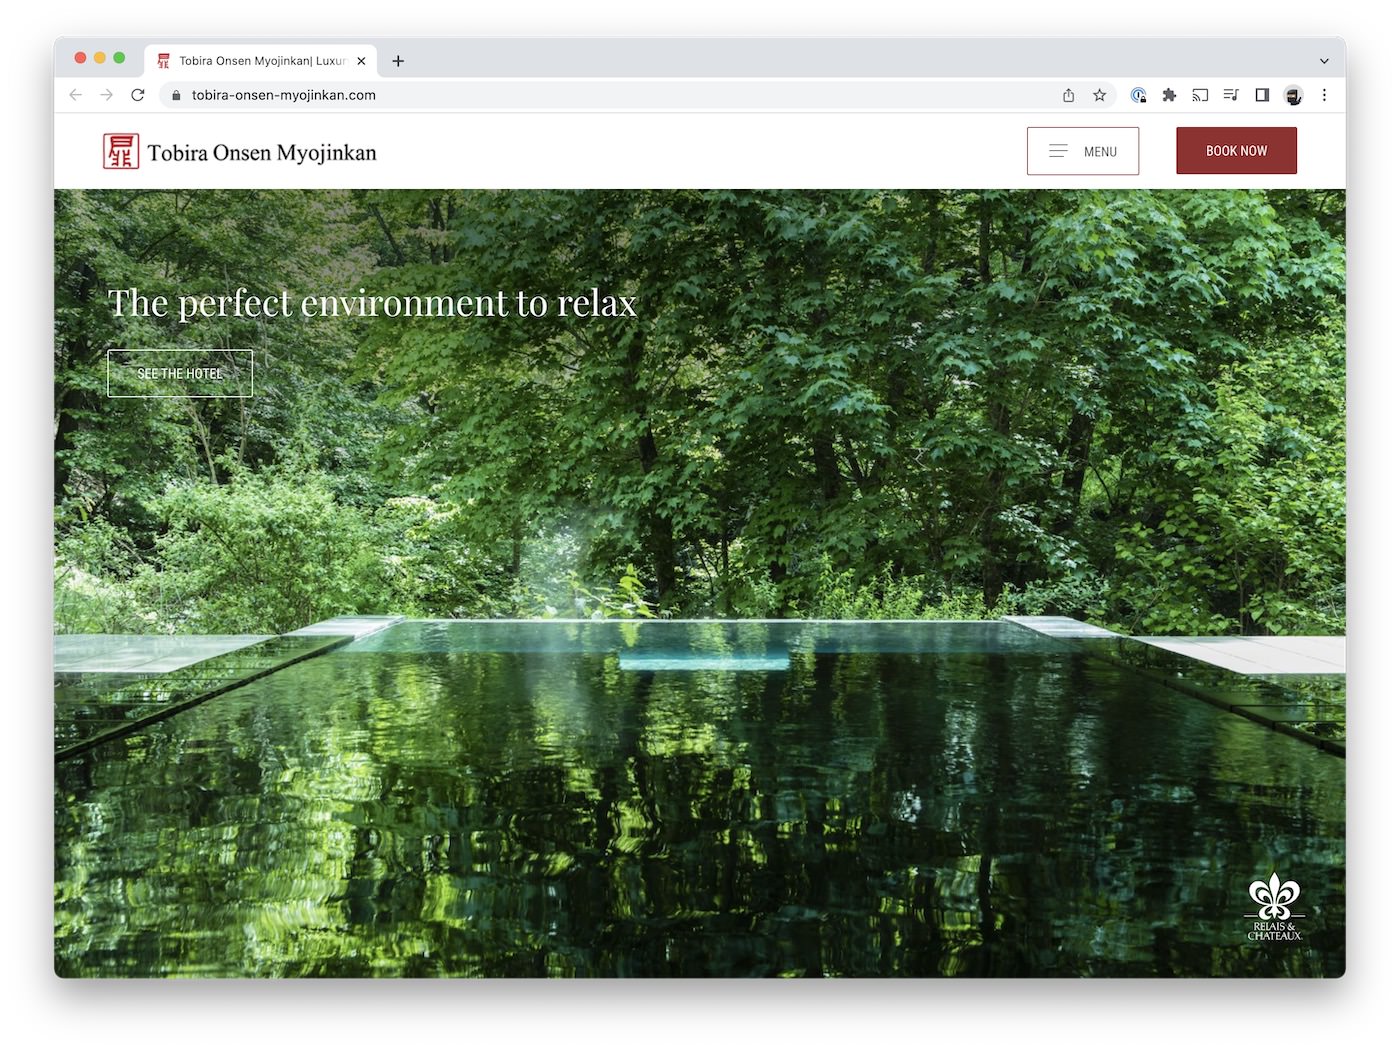 Tobira Onsen Myojinkan| Luxur
tobira-onsen-myojinkan.com
扉
Tobira Onsen Myojinkan
MENU
BOOK NOW
The perfect environment to relax
SEE THE HOTEL
RELAIS &
CHATEAUX